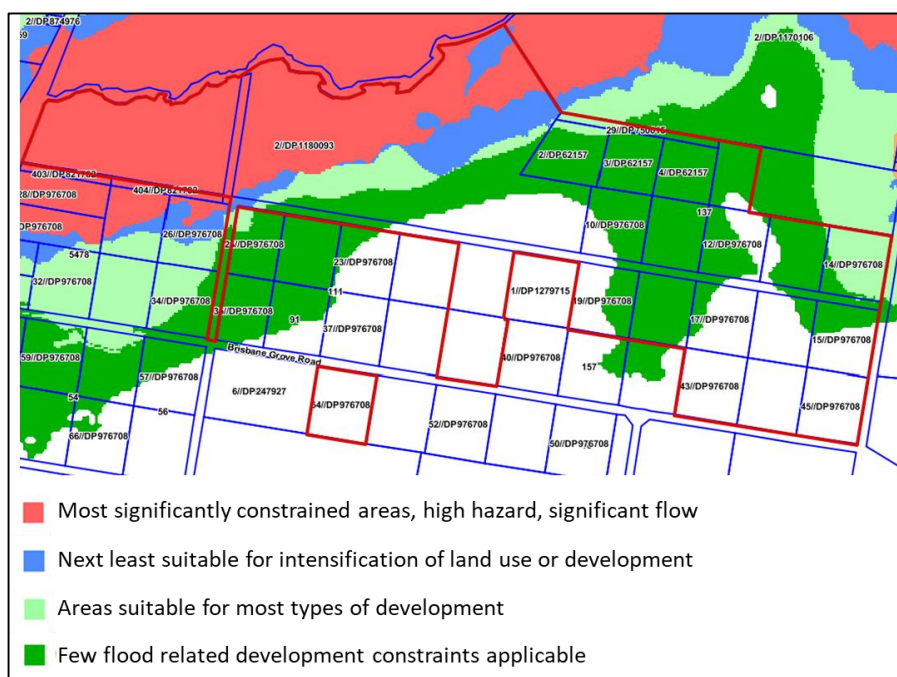 2//DP874976
2//DP1170106
29//DP750015
2//DP1180093
2//DP62157
3//DP62157
4//DP62157
403//DP821702
404//DP821702
28//DP976708
DP976708
26//DP976708
10//DP976708
137
12//DP976708
5478
23//DP976708
14//DP976708
32//DP976708
111
1//DP1279715
19//DP976708
34//DP976708
91
17//DP976708
37//DP976708
15//DP976708
Brisbane Grove Road
40//DP976708
157
59//DP976708
57//DP976708
43//DP976708
54
6//DP247927
64//DP976708
45//DP976708
56
52//DP976708
66//DP976708
50//DP976708
Most significantly constrained areas, high hazard, significant flow
Next least suitable for intensification of land use or development
Areas suitable for most types of development
Few flood related development constraints applicable